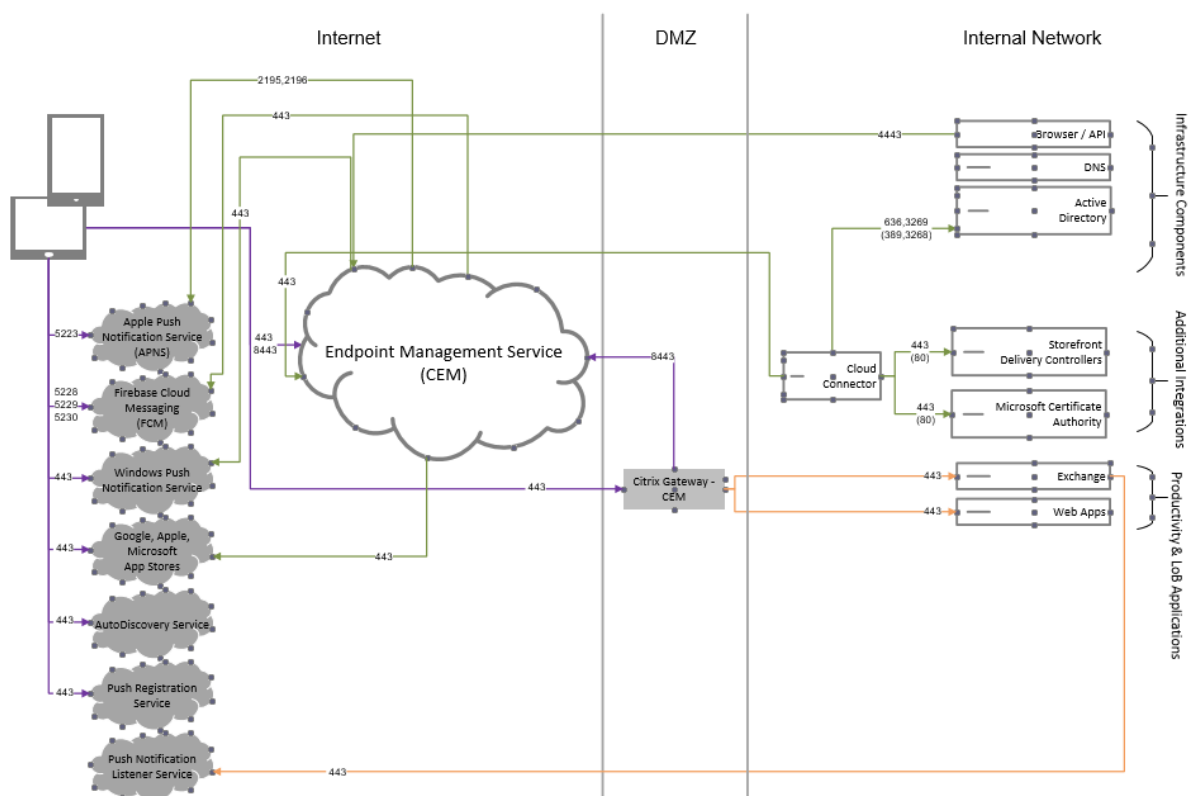 Internet
DMZ
Internal Network
2195,2196
443
4443
443
443
636,3269
(389,3268)
Browser / API
DNS
Active
Directory
Infrastructure Components
5223
Apple Push
Notification Service
(APNS)
443
8443
Endpoint Management Service
(CEM)
8443
Cloud
Connector
443
(80)
Storefront
Delivery Controllers
443
(80)
Microsoft Certificate
Authority
Additional Integrations
5228
5229
5230
Firebase Cloud
Messaging
(FCM)
443
Windows Push
Notification Service
443
Citrix Gateway -
CEM
443
Exchange
443
Web Apps
Productivity & LoB Applications
443
Google, Apple,
Microsoft
App Stores
443
443
AutoDiscovery Service
443
Push Registration
Service
Push Notification
Listener Service
443